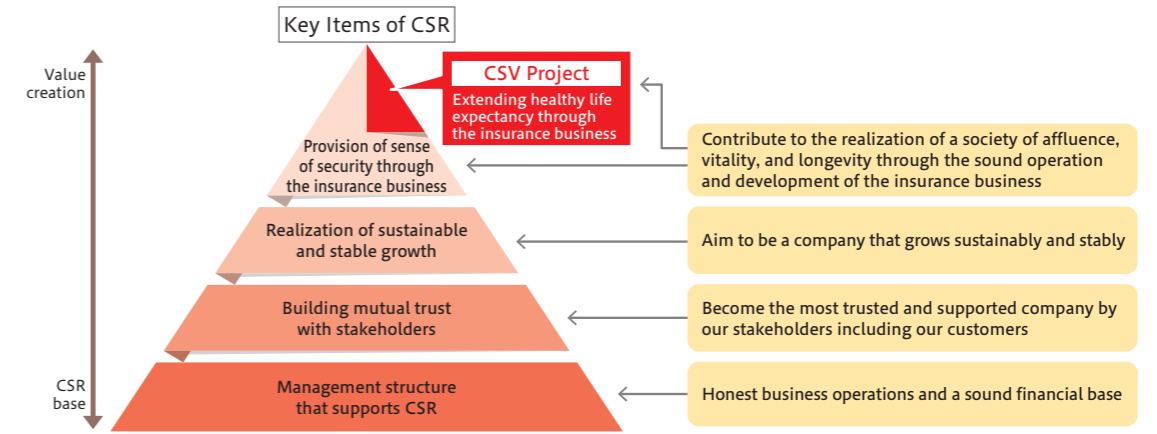 Key Items of CSR
Value
creation
CSV Project
Extending healthy life
expectancy through
the insurance business
Provision of sense
of security through
the insurance business
Contribute to the realization of a society of affluence,
vitality, and longevity through the sound operation
and development of the insurance business
Realization of sustainable
and stable growth
Aim to be a company that grows sustainably and stably
Building mutual trust
with stakeholders
Become the most trusted and supported company by
our stakeholders including our customers
CSR
base
Management structure
that supports CSR
Honest business operations and a sound financial base